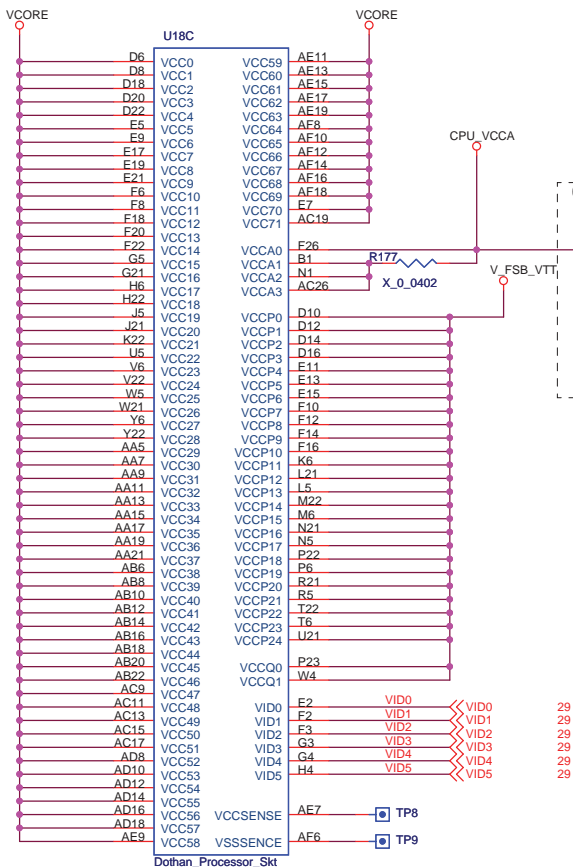 VCORE
VCORE
U18C
D6 VCC0 VCC59 AE11
D8 VCC1 VCC60 AE13
D18 VCC2 VCC61 AE15
D20 VCC3 VCC62 AE17
D22 VCC4 VCC63 AE19
E5 VCC5 VCC64 AF8
E9 VCC6 VCC65 AF10
E17 VCC7 VCC66 AF12
E19 VCC8 VCC67 AF14
E21 VCC9 VCC68 AF16
F6 VCC10 VCC69 AF18
F8 VCC11 VCC70 E7
F18 VCC12 VCC71 AC19
F20 VCC13
F22 VCC14 VCCA0 F26
G5 VCC15 VCCA1 B1
G21 VCC16 VCCA2 N1
H6 VCC17 VCCA3 AC26
H22 VCC18
J5 VCC19 VCCP0 D10
J21 VCC20 VCCP1 D12
K22 VCC21 VCCP2 D14
U5 VCC22 VCCP3 D16
V6 VCC23 VCCP4 E11
V22 VCC24 VCCP5 E13
W5 VCC25 VCCP6 E15
W21 VCC26 VCCP7 F10
Y6 VCC27 VCCP8 F12
Y22 VCC28 VCCP9 F14
AA5 VCC29 VCCP10 F16
AA7 VCC30 VCCP11 K6
AA9 VCC31 VCCP12 L21
AA11 VCC32 VCCP13 L5
AA13 VCC33 VCCP14 M22
AA15 VCC34 VCCP15 M6
AA17 VCC35 VCCP16 N21
AA19 VCC36 VCCP17 N5
AA21 VCC37 VCCP18 P22
AB6 VCC38 VCCP19 P6
AB8 VCC39 VCCP20 R21
AB10 VCC40 VCCP21 R5
AB12 VCC41 VCCP22 T22
AB14 VCC42 VCCP23 T6
AB16 VCC43 VCCP24 U21
AB18 VCC44
AB20 VCC45 VCCQ0 P23
AB22 VCC46 VCCQ1 W4
AC9 VCC47
AC11 VCC48 VID0 E2 VID0 VID0 29
AC13 VCC49 VID1 F2 VID1 VID1 29
AC15 VCC50 VID2 F3 VID2 VID2 29
AC17 VCC51 VID3 G3 VID3 VID3 29
AD8 VCC52 VID4 G4 VID4 VID4 29
AD10 VCC53 VID5 H4 VID5 VID5 29
AD12 VCC54
AD14 VCC55
AD16 VCC56 VCCSENSE AE7 TP8
AD18 VCC57
AE9 VCC58 VSSSENCE AF6 TP9
Dothan_Processor_Skt
CPU_VCCA
R177
X_0_0402
V_FSB_VTT